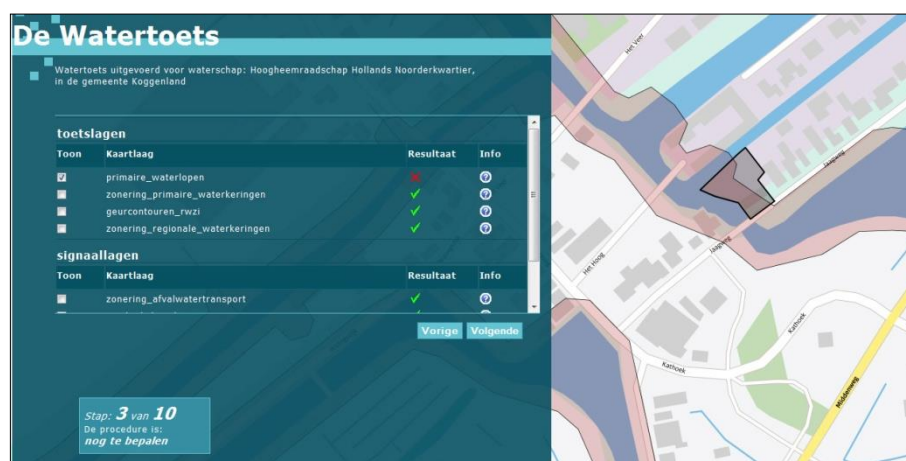 De Watertoets
Watertoets uitgevoerd voor waterschap: Hoogheemraadschap Hollands Noorderkwartier,
in de gemeente Koggenland
toetslagen
Toon Kaartlaag Resultaat Info
primaire_waterlopen
zonering_primaire_waterkeringen
geurcontouren_rwzi
zonering_regionale_waterkeringen
signaallagen
Toon Kaartlaag Resultaat Info
zonering_afvalwatertransport
Vorige Volgende
Stap: 3 van 10
De procedure is:
nog te bepalen
Het Veer
Jaagweg
Jaagweg
Het Hoog
Kathoek
Kathoek
Middenweg